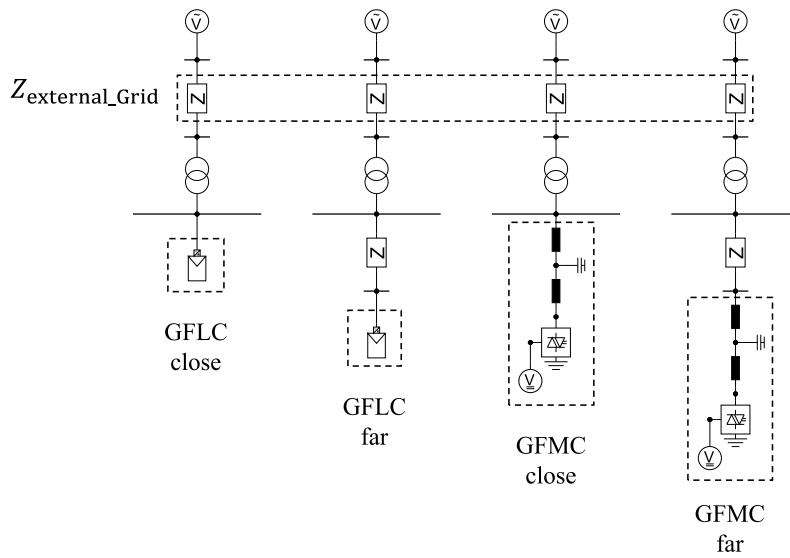 Ṽ Ṽ Ṽ Ṽ
Z_external_Grid
Z Z Z Z
Z Z
GFLC
close
GFLC
far
V
GFMC
close
V
GFMC
far